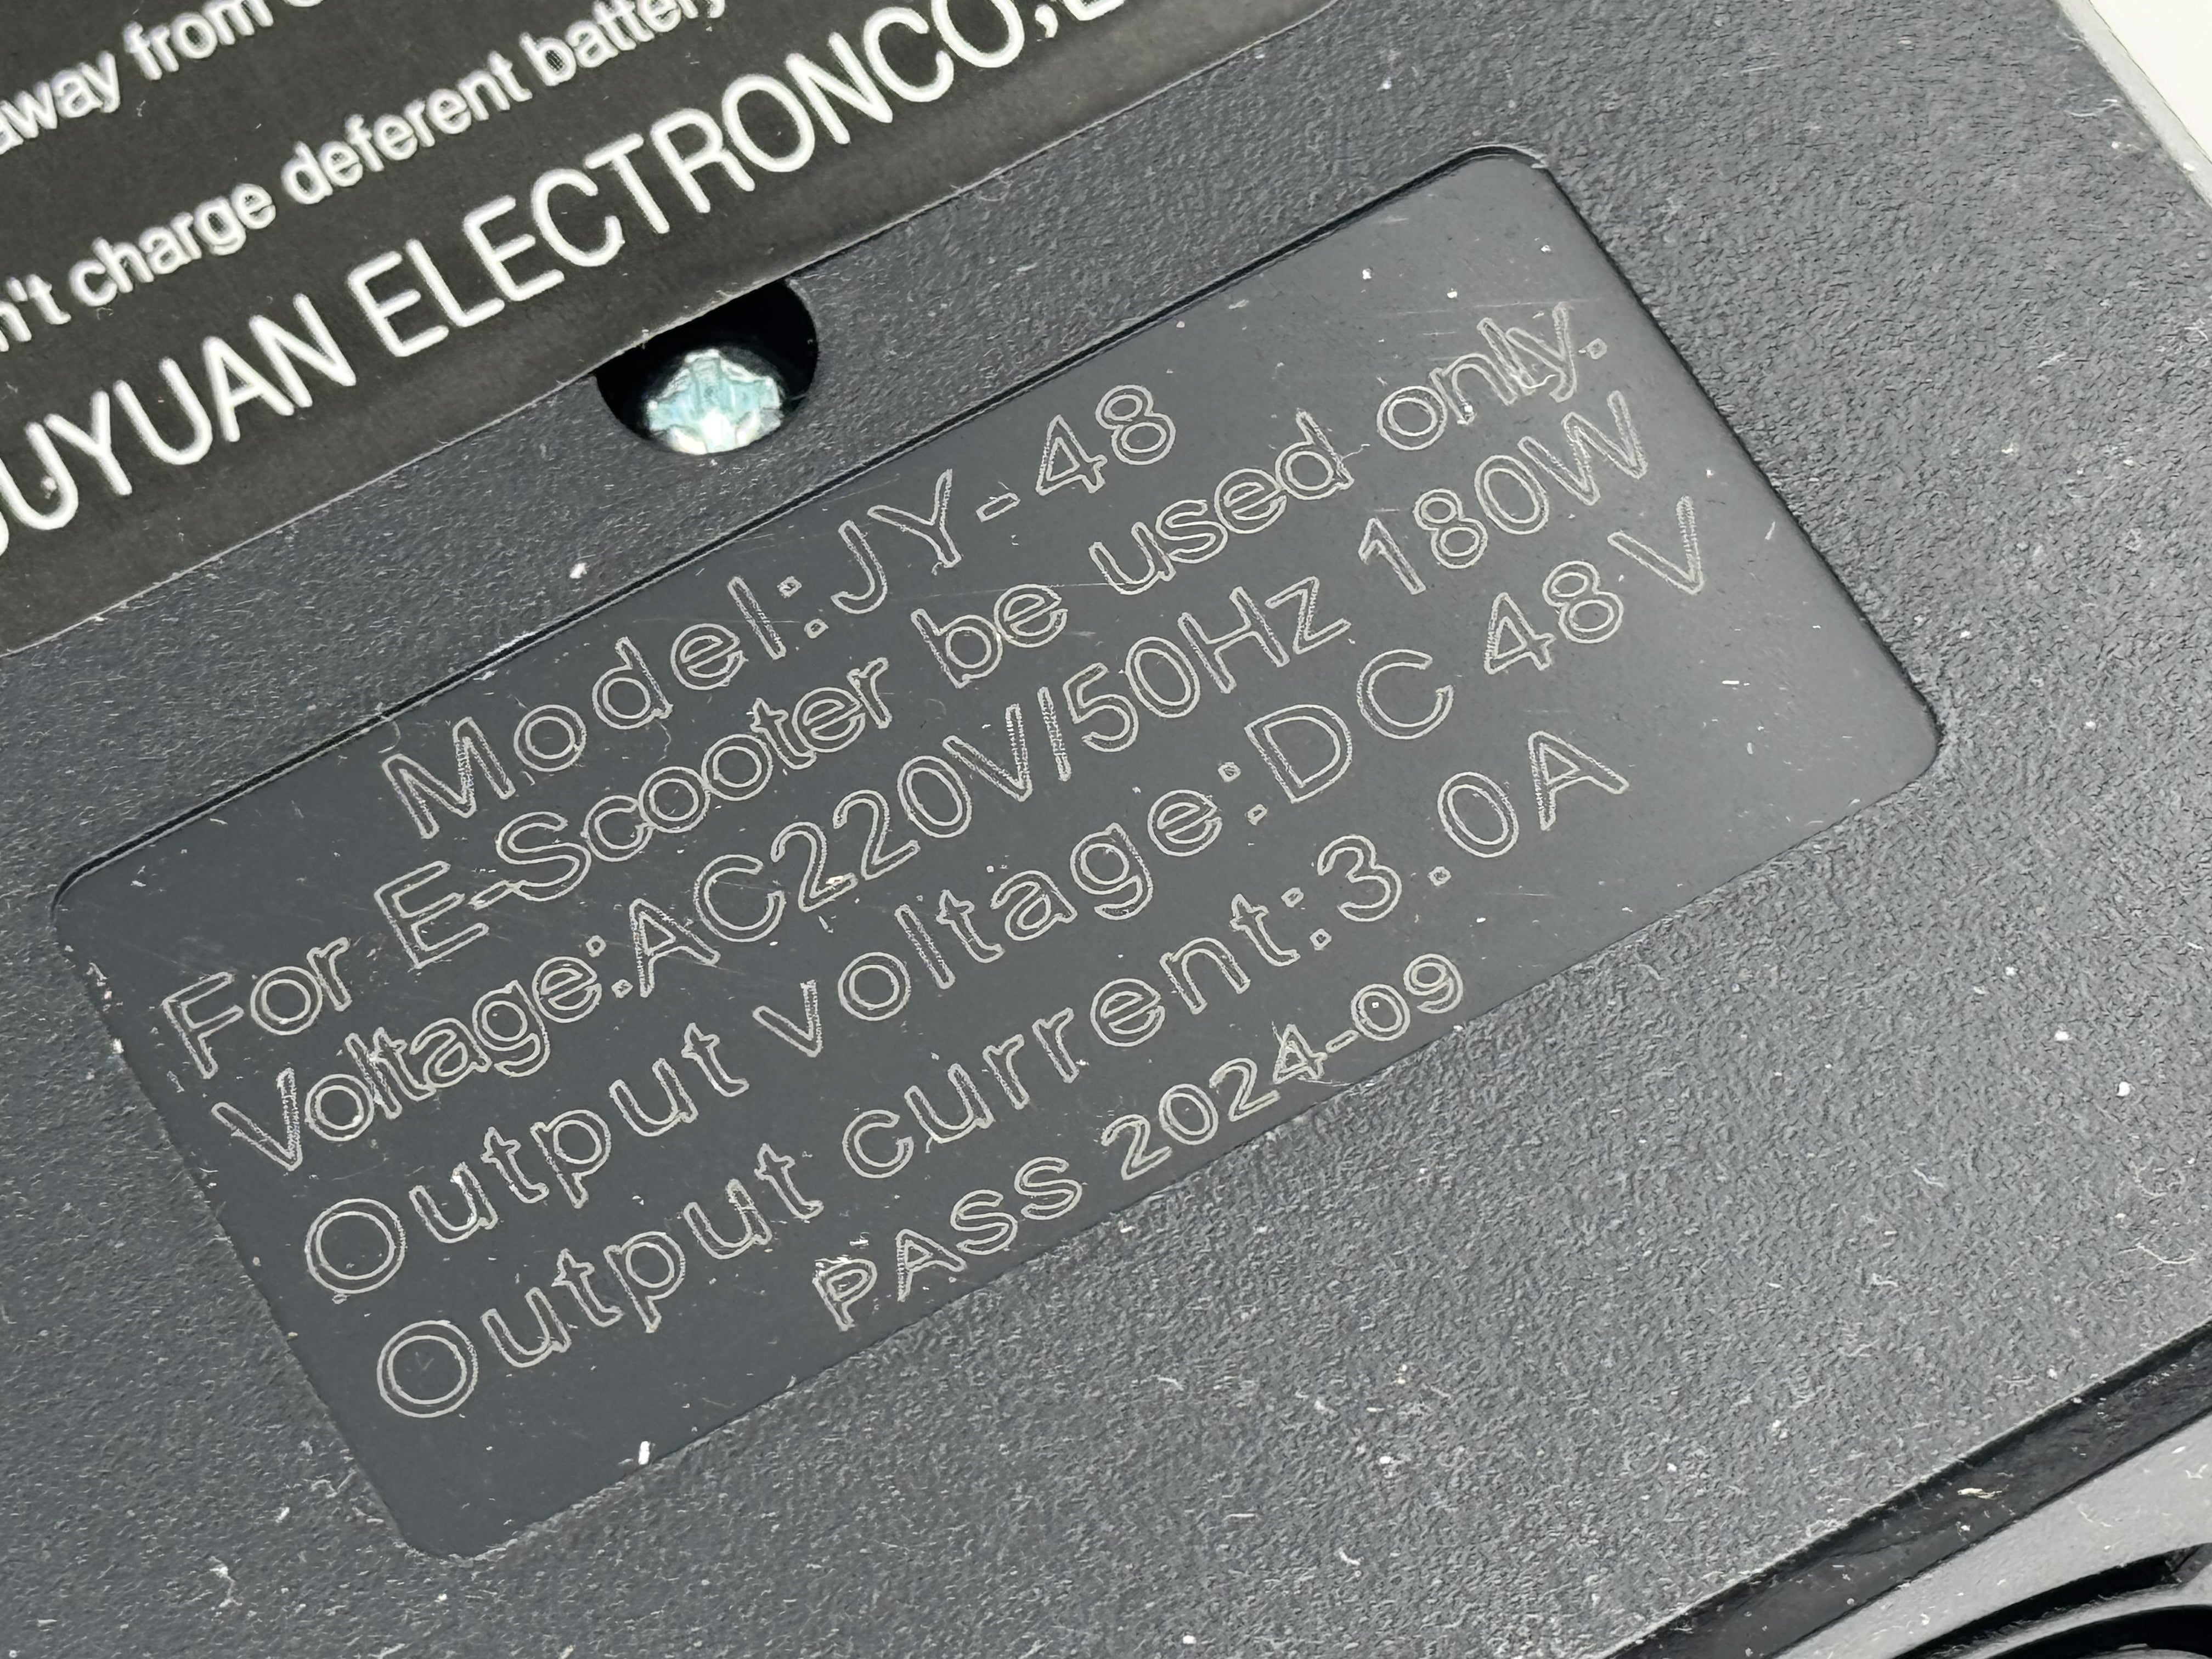 away from
n't charge deferent battery
UYUAN ELECTRONCO.,
Model:JY-48
For E-Scooter be used only.
Voltage:AC220V/50Hz 180W
Output voltage:DC 48V
Output current:3.0A
PASS 2024-09